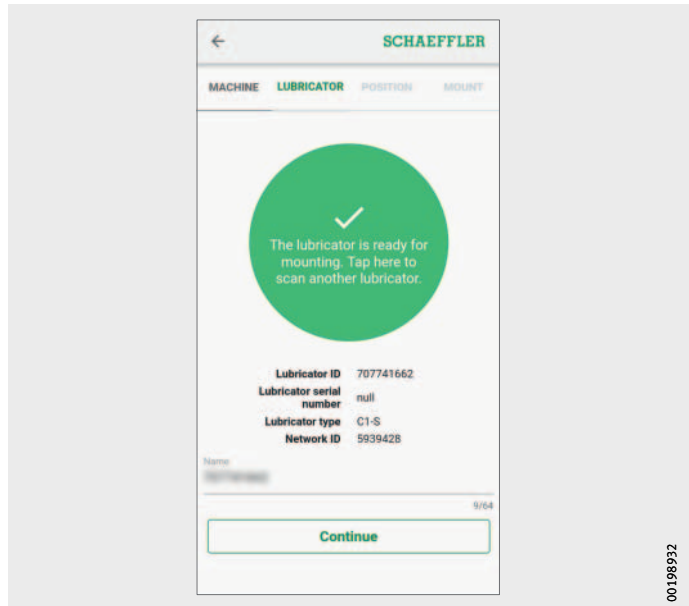 SCHAEFFLER
MACHINE LUBRICATOR POSITION MOUNT
The lubricator is ready for
mounting. Tap here to
scan another lubricator.
Lubricator ID 707741662
Lubricator serial
number null
Lubricator type C1-S
Network ID 5939428
Name
9/64
Continue
00198932